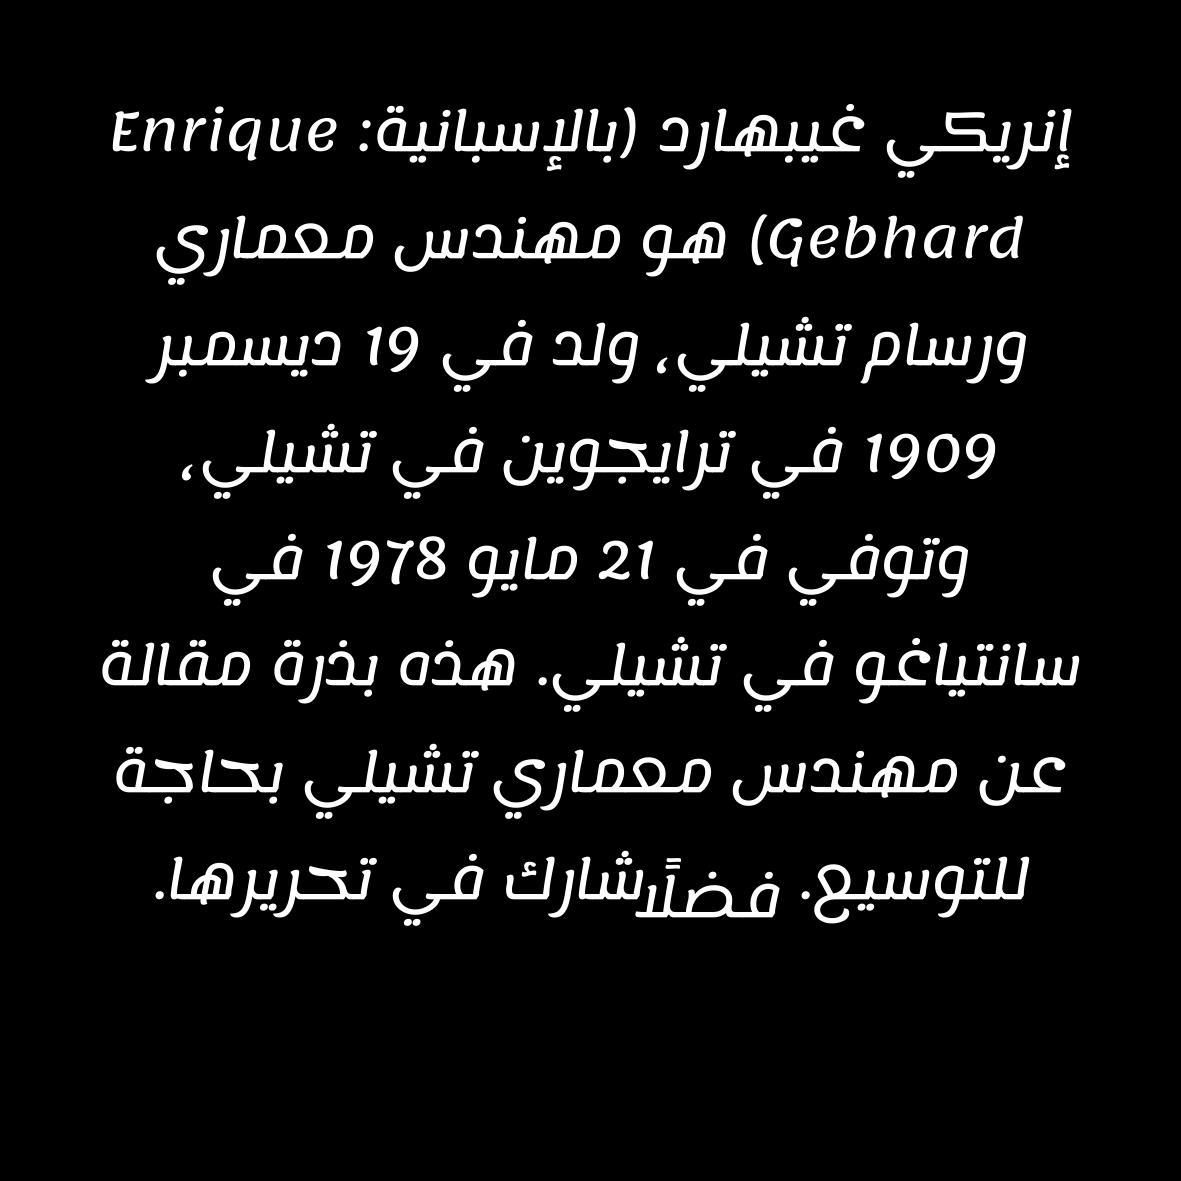 إنريكي غيبهارد (بالإسبانية: Enrique
Gebhard) هو مهندس معماري
ورسام تشيلي، ولد في 19 ديسمبر
1909 في ترايجوين في تشيلي،
وتوفي في 21 مايو 1978 في
سانتياغو في تشيلي. هذه بذرة مقالة
عن مهندس معماري تشيلي بحاجة
للتوسيع. فضلًا شارك في تحريرها.